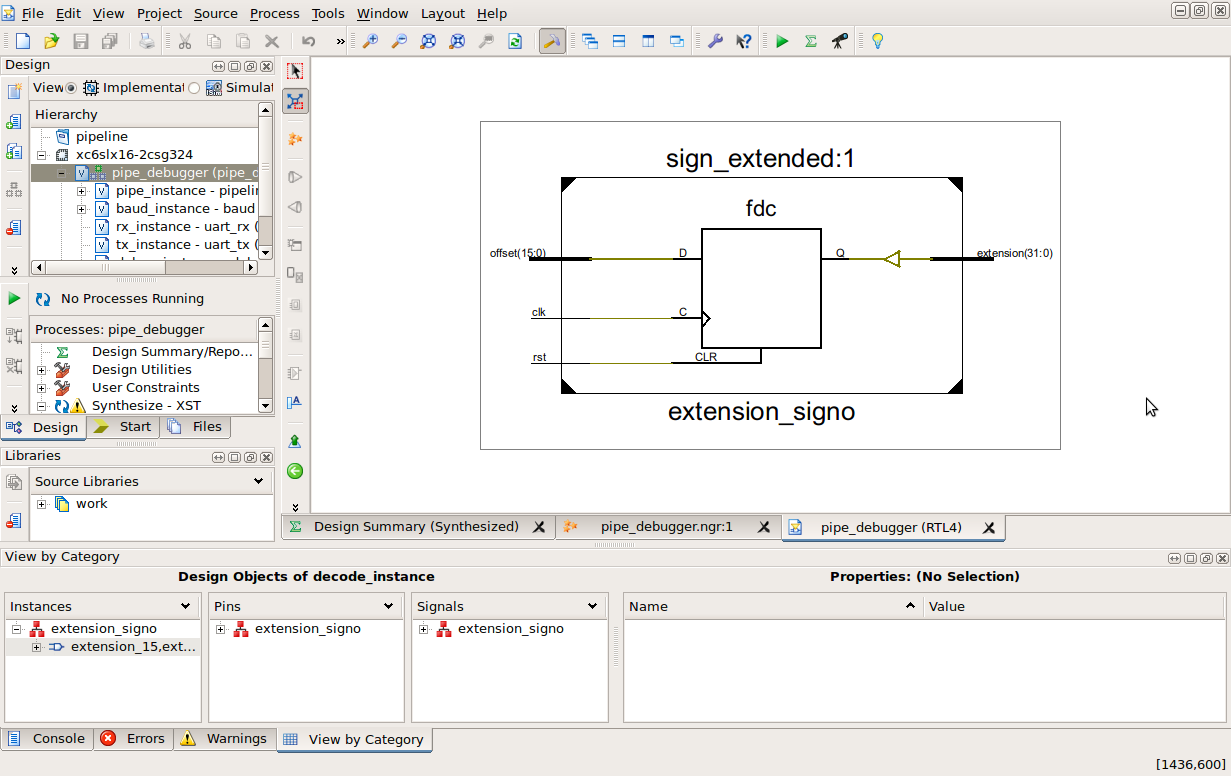 File Edit View Project Source Process Tools Window Layout Help
»
Design
View Implementat Simulat
Hierarchy
pipeline
xc6slx16-2csg324
pipe_debugger (pipe_d
pipe_instance - pipelin
baud_instance - baud
rx_instance - uart_rx (
tx_instance - uart_tx (
No Processes Running
Processes: pipe_debugger
Design Summary/Repo...
Design Utilities
User Constraints
Synthesize - XST
Design Start Files
Libraries
Source Libraries
work
sign_extended:1
fdc
offset(15:0)
D
Q
extension(31:0)
clk
C
rst
CLR
extension_signo
Design Summary (Synthesized) pipe_debugger.ngr:1 pipe_debugger (RTL4)
View by Category
Design Objects of decode_instance
Properties: (No Selection)
Instances Pins Signals Name Value
extension_signo extension_signo extension_signo
extension_15,ext...
Console Errors Warnings View by Category
[1436,600]